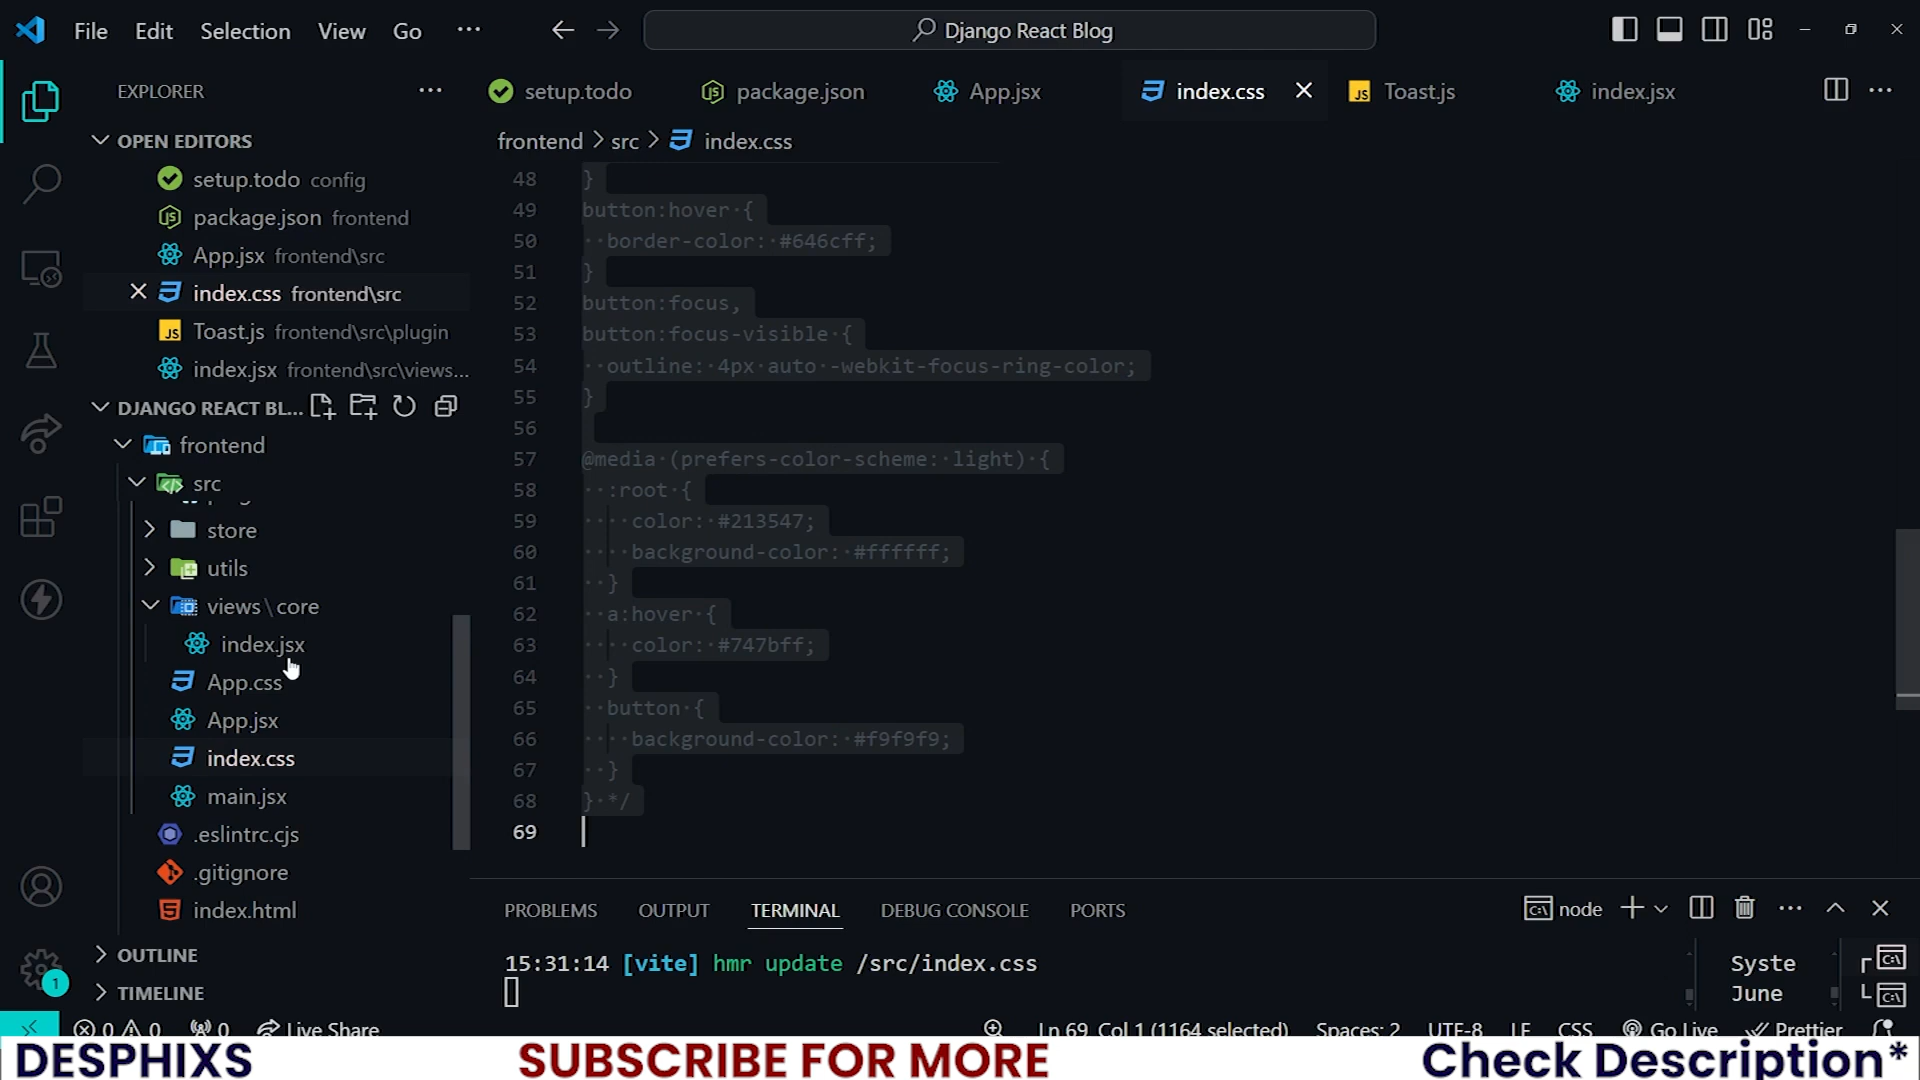 File Edit Selection View Go ··· Django React Blog
EXPLORER ···
setup.todo package.json App.jsx index.css Toast.js index.jsx ···
OPEN EDITORS
setup.todo config
package.json frontend
App.jsx frontend\src
index.css frontend\src
Toast.js frontend\src\plugin
index.jsx frontend\src\views...
DJANGO REACT BL...
frontend
src
store
utils
views\core
index.jsx
App.css
App.jsx
index.css
main.jsx
.eslintrc.cjs
.gitignore
index.html
OUTLINE
TIMELINE
frontend > src > index.css
48 }
49 button:hover {
50 border-color: #646cff;
51 }
52 button:focus,
53 button:focus-visible {
54 outline: 4px auto -webkit-focus-ring-color;
55 }
56
57 @media (prefers-color-scheme: light) {
58 :root {
59 color: #213547;
60 background-color: #ffffff;
61 }
62 a:hover {
63 color: #747bff;
64 }
65 button {
66 background-color: #f9f9f9;
67 }
68 } */
69
PROBLEMS OUTPUT TERMINAL DEBUG CONSOLE PORTS node ···
15:31:14 [vite] hmr update /src/index.css
Syste
June
1
0 0 0 Live Share Ln 69, Col 1 (1164 selected) Spaces: 2 UTF-8 LF CSS Go Live Prettier
DESPHIXS SUBSCRIBE FOR MORE Check Description*